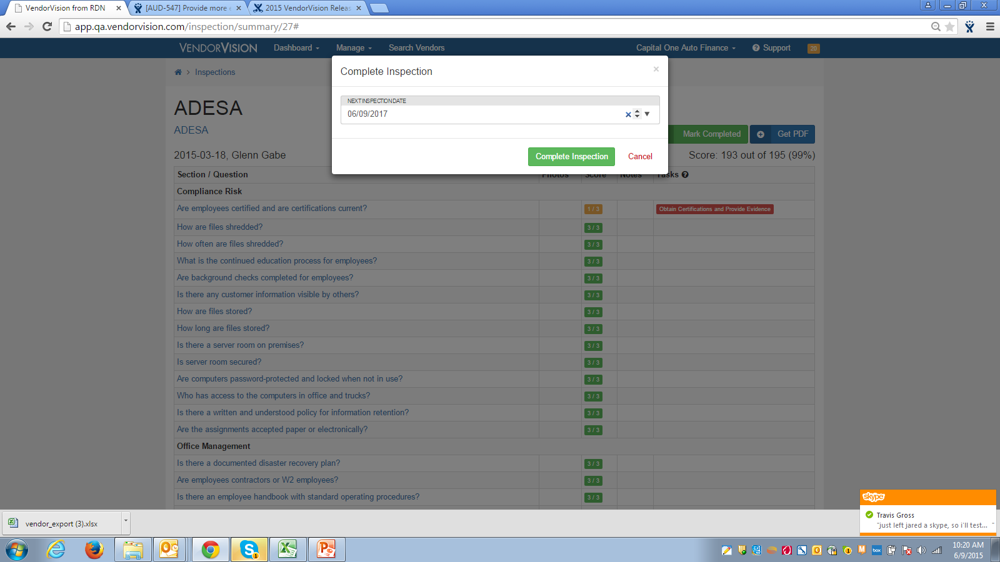 VendorVision from RDN
[AUD-547] Provide more
2015 VendorVision Releas
app.qa.vendorvision.com/inspection/summary/27#
VENDORVISION
Dashboard
Manage
Search Vendors
Capital One Auto Finance
Support
20
Inspections
Complete Inspection
×
NEXT INSPECTION DATE
06/09/2017
Complete Inspection
Cancel
ADESA
ADESA
Mark Completed
Get PDF
2015-03-18, Glenn Gabe
Score: 193 out of 195 (99%)
Section / Question Photos Score Notes Tasks
Compliance Risk
Are employees certified and are certifications current? 1 / 3 Obtain Certifications and Provide Evidence
How are files shredded? 3 / 3
How often are files shredded? 3 / 3
What is the continued education process for employees? 3 / 3
Are background checks completed for employees? 3 / 3
Is there any customer information visible by others? 3 / 3
How are files stored? 3 / 3
How long are files stored? 3 / 3
Is there a server room on premises? 3 / 3
Is server room secured? 3 / 3
Are computers password-protected and locked when not in use? 3 / 3
Who has access to the computers in office and trucks? 3 / 3
Is there a written and understood policy for information retention? 3 / 3
Are the assignments accepted paper or electronically? 3 / 3
Office Management
Is there a documented disaster recovery plan? 3 / 3
Are employees contractors or W2 employees? 3 / 3
Is there an employee handbook with standard operating procedures? 3 / 3
skype
Travis Gross
"just left jared a skype, so i'll test... "
vendor_export (3).xlsx
10:20 AM
6/9/2015